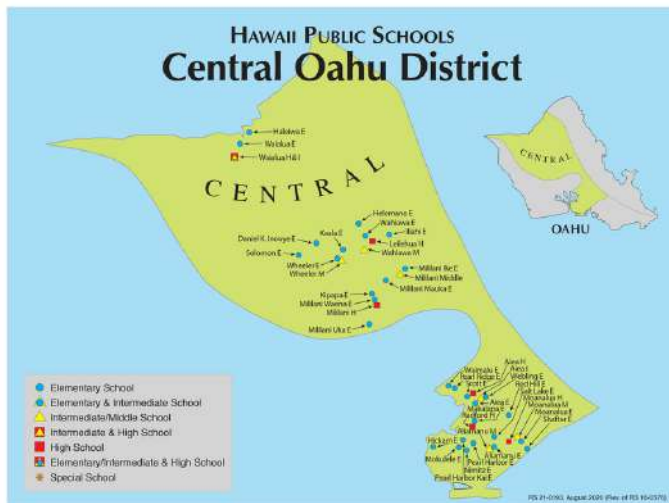 HAWAII PUBLIC SCHOOLS
Central Oahu District
Haleiwa E
Waialua E
Waialua H&I
CENTRAL
CENTRAL
OAHU
Helemano E
Wahiawa E
Iliahi E
Leilehua H
Wahiawa M
Kaala E
Daniel K. Inouye E
Solomon E
Wheeler E
Wheeler M
Mililani Ike E
Mililani Middle
Mililani Mauka E
Kipapa E
Mililani Waena E
Mililani H
Mililani Uka E
Waimalu E
Pearl Ridge E
Scott E
Aiea H
Aiea I
Webling E
Red Hill E
Salt Lake E
Moanalua H
Moanalua M
Moanalua E
Shafter E
Aiea E
Makalapa E
Radford H
Aliamanu M
Aliamanu E
Hickam E
Mokulele E
Pearl Harbor E
Nimitz E
Pearl Harbor Kai E
Elementary School
Elementary & Intermediate School
Intermediate/Middle School
Intermediate & High School
High School
Elementary/Intermediate & High School
Special School